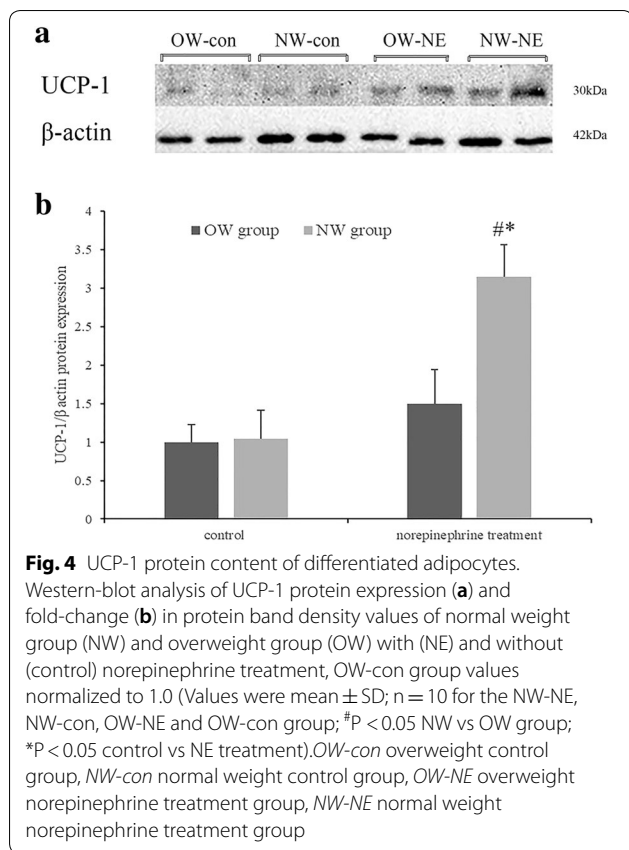 a
OW-con NW-con OW-NE NW-NE
UCP-1 30kDa
β-actin 42kDa
b
4
3.5
3
2.5
2
1.5
1
0.5
0
UCP-1/β actin protein expression
OW group NW group
#*
control norepinephrine treatment
Fig. 4 UCP-1 protein content of differentiated adipocytes.
Western-blot analysis of UCP-1 protein expression (a) and
fold-change (b) in protein band density values of normal weight
group (NW) and overweight group (OW) with (NE) and without
(control) norepinephrine treatment, OW-con group values
normalized to 1.0 (Values were mean ± SD; n = 10 for the NW-NE,
NW-con, OW-NE and OW-con group; #P < 0.05 NW vs OW group;
*P < 0.05 control vs NE treatment).OW-con overweight control
group, NW-con normal weight control group, OW-NE overweight
norepinephrine treatment group, NW-NE normal weight
norepinephrine treatment group